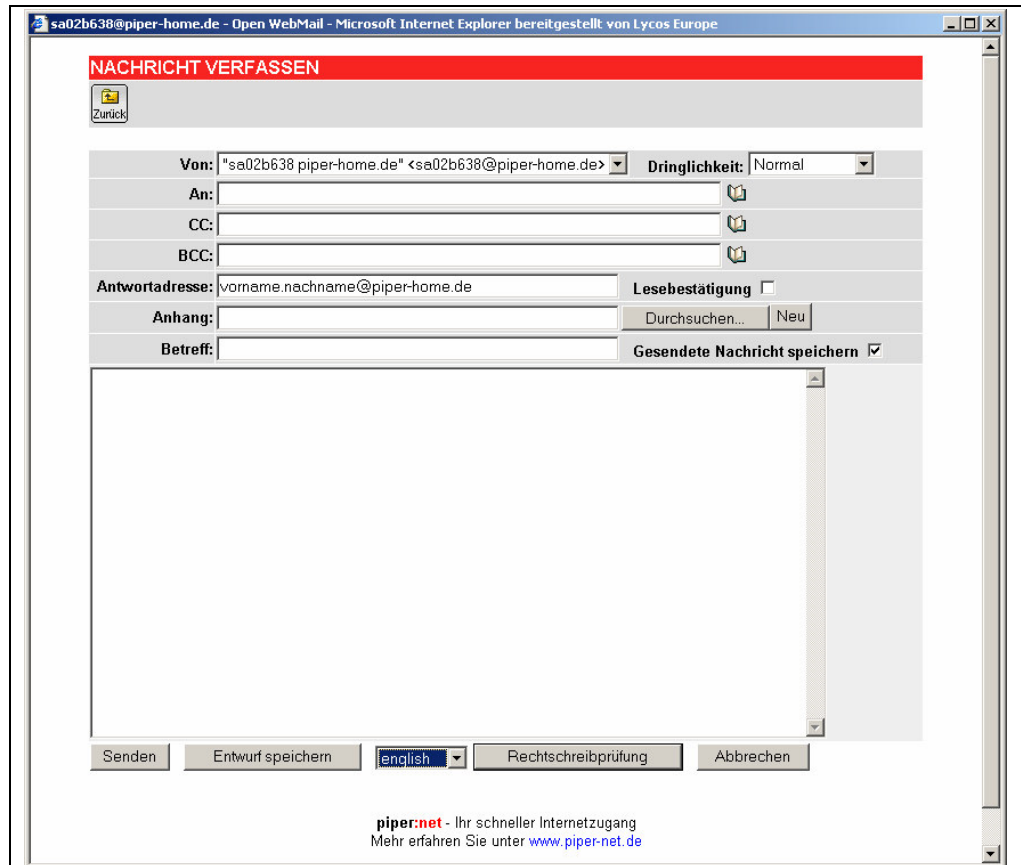 sa02b638@piper-home.de - Open WebMail - Microsoft Internet Explorer bereitgestellt von Lycos Europe
NACHRICHT VERFASSEN
Zurück
Von: "sa02b638 piper-home.de" <sa02b638@piper-home.de> Dringlichkeit: Normal
An:
CC:
BCC:
Antwortadresse: vorname.nachname@piper-home.de Lesebestätigung
Anhang: Durchsuchen... Neu
Betreff: Gesendete Nachricht speichern
Senden Entwurf speichern english Rechtschreibprüfung Abbrechen
piper:net - Ihr schneller Internetzugang
Mehr erfahren Sie unter www.piper-net.de